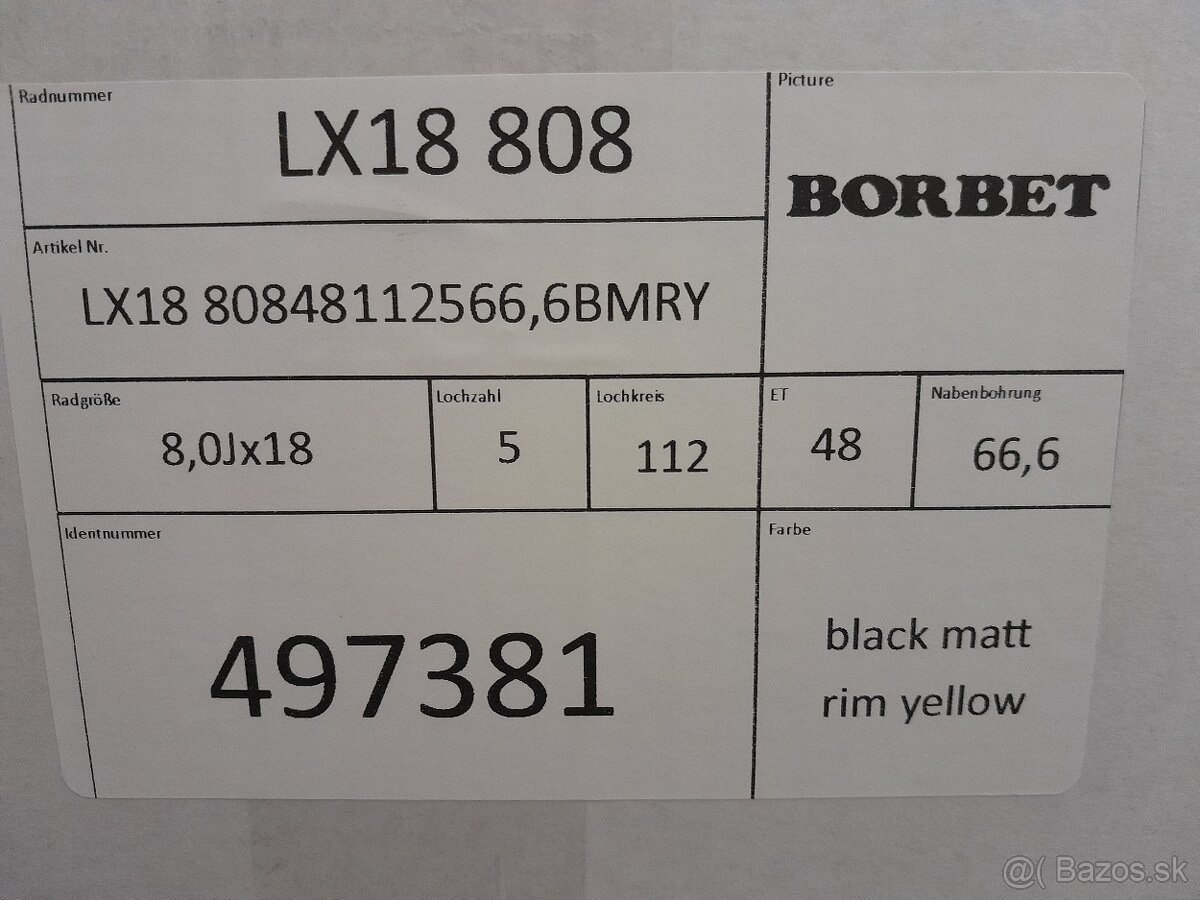 Radnummer
LX18 808
Picture
BORBET
Artikel Nr.
LX18 80848112566,6BMRY
Radgröße
8,0Jx18
Lochzahl
5
Lochkreis
112
ET
48
Nabenbohrung
66,6
Identnummer
497381
Farbe
black matt
rim yellow
@( Bazos.sk